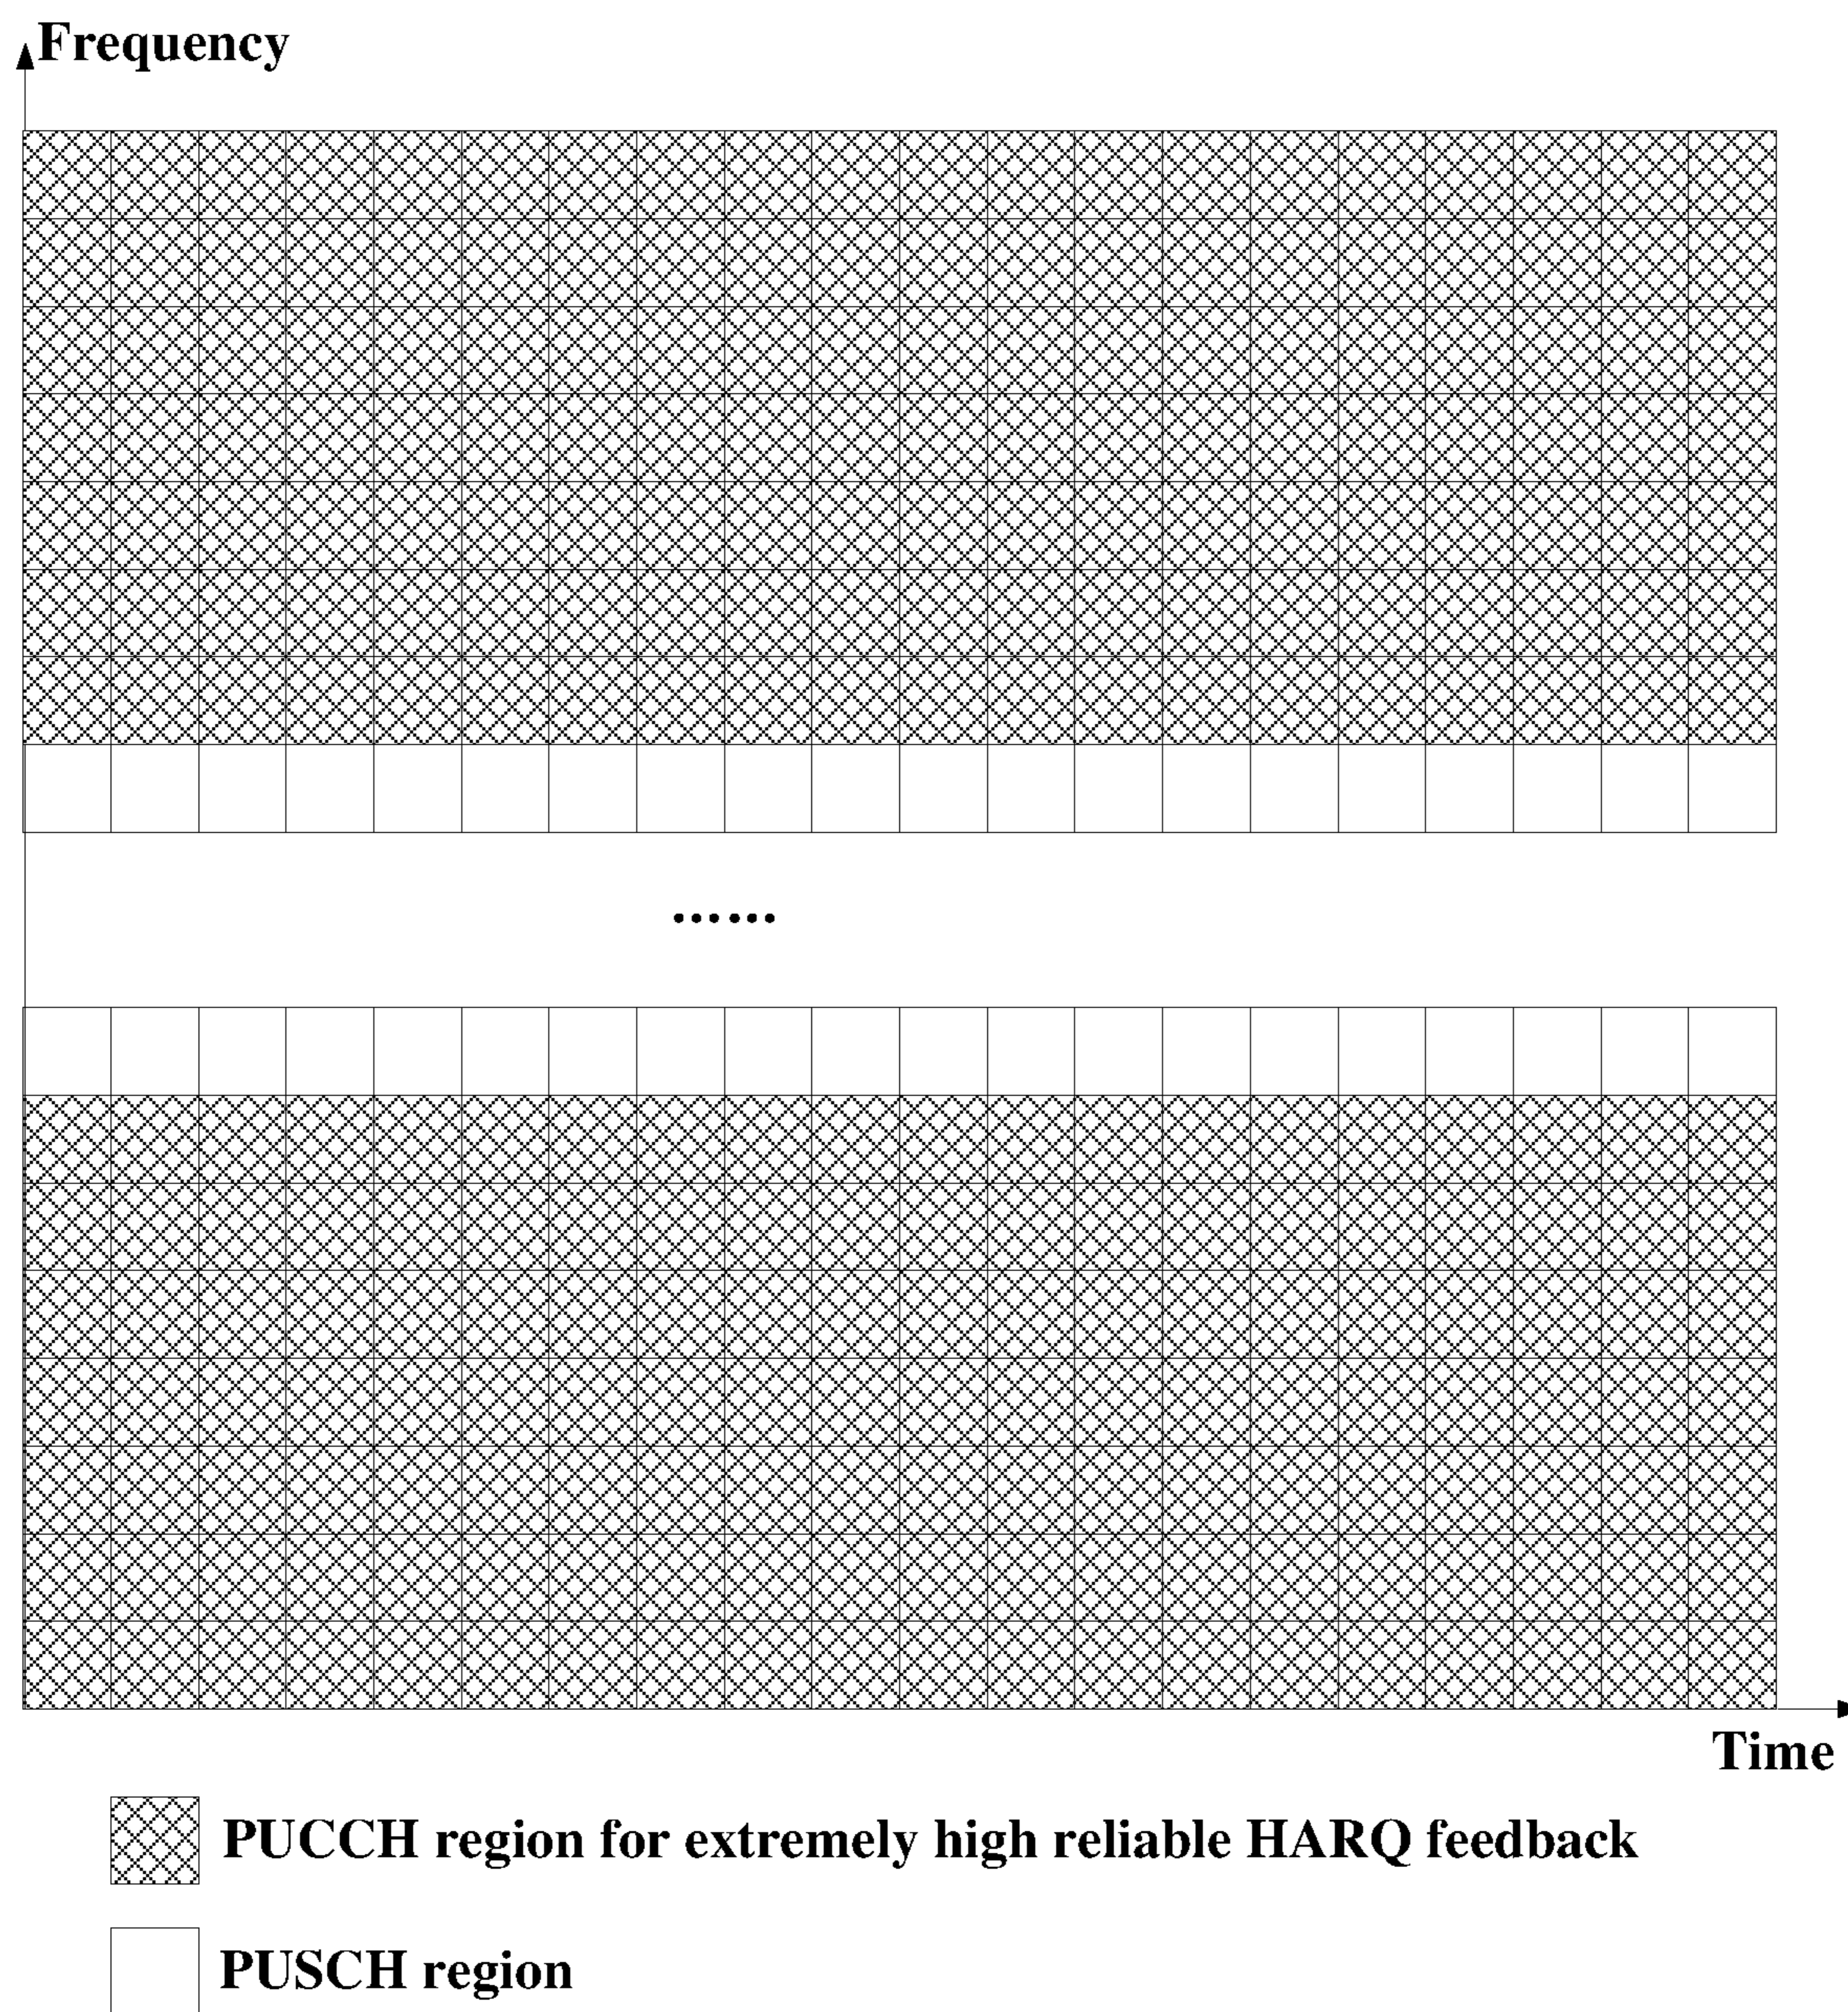 Frequency
......
Time
PUCCH region for extremely high reliable HARQ feedback
PUSCH region